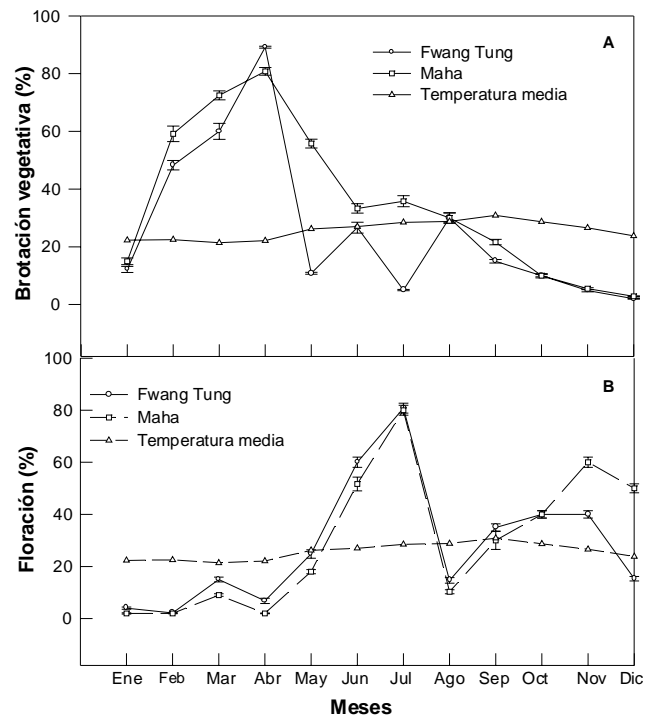 100
A
Fwang Tung
Maha
Temperatura media
80
60
40
20
0
Brotación vegetativa (%)
100
B
Fwang Tung
Maha
Temperatura media
80
60
40
20
0
Floración (%)
Ene Feb Mar Abr May Jun Jul Ago Sep Oct Nov Dic
Meses